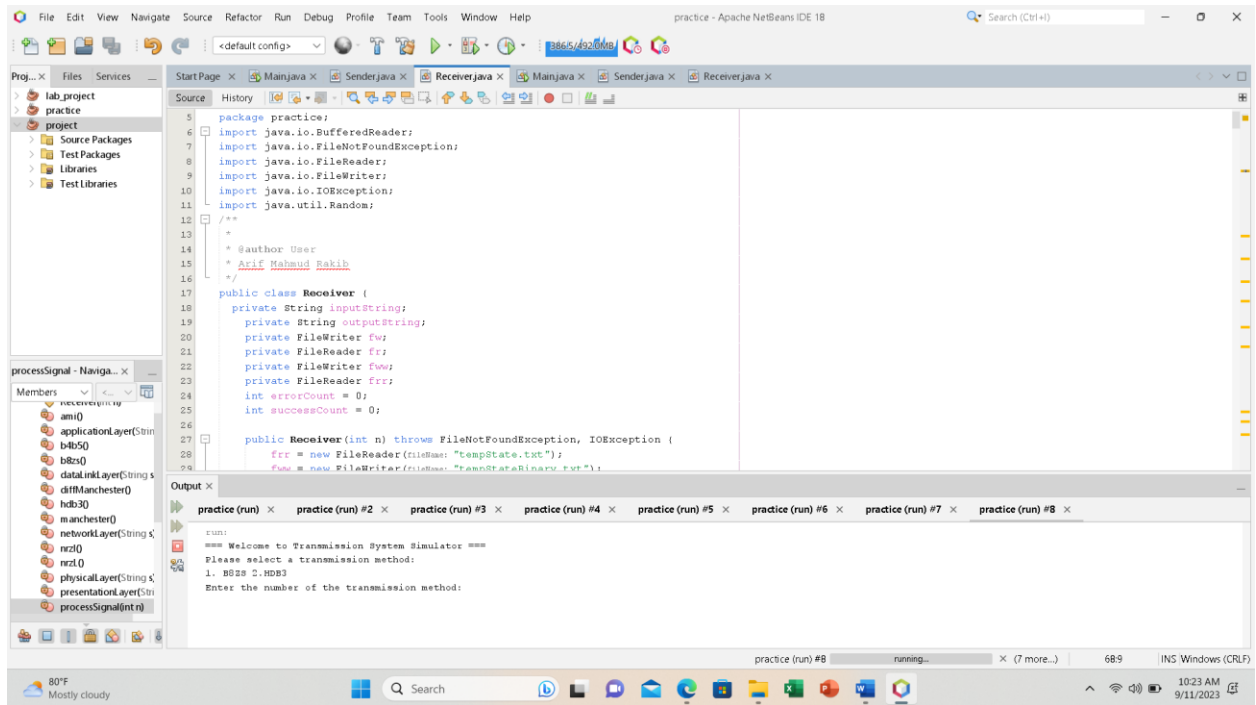 File Edit View Navigate Source Refactor Run Debug Profile Team Tools Window Help practice - Apache NetBeans IDE 18 Search (Ctrl+I)
<default config>
Proj... Files Services
Start Page Main.java Sender.java Receiver.java Main.java Sender.java Receiver.java
lab_project
practice
project
Source Packages
Test Packages
Libraries
Test Libraries
Source History
5 package practice;
6 import java.io.BufferedReader;
7 import java.io.FileNotFoundException;
8 import java.io.FileReader;
9 import java.io.FileWriter;
10 import java.io.IOException;
11 import java.util.Random;
12 /**
13 *
14 * @author User
15 * Arif Mahmud Rakib
16 */
17 public class Receiver {
18 private String inputString;
19 private String outputString;
20 private FileWriter fw;
21 private FileReader fr;
22 private FileWriter fww;
23 private FileReader frr;
24 int errorCount = 0;
25 int successCount = 0;
26
27 public Receiver(int n) throws FileNotFoundException, IOException {
28 frr = new FileReader(fileName: "tempState.txt");
29 fww = new FileWriter(fileName: "tempStateBinary.txt");
processSignal - Naviga...
Members <...
Receiver(int n)
ami()
applicationLayer(Strin
b4b5()
b8zs()
dataLinkLayer(String s
diffManchester()
hdb3()
manchester()
networkLayer(String s
nrzI()
nrzL()
physicalLayer(String s
presentationLayer(Stri
processSignal(int n)
Output
practice (run) practice (run) #2 practice (run) #3 practice (run) #4 practice (run) #5 practice (run) #6 practice (run) #7 practice (run) #8
run:
=== Welcome to Transmission System Simulator ===
Please select a transmission method:
1. B8ZS 2.HDB3
Enter the number of the transmission method:
practice (run) #8 running... (7 more...) 68:9 INS Windows (CRLF)
80°F
Mostly cloudy
Search
10:23 AM
9/11/2023